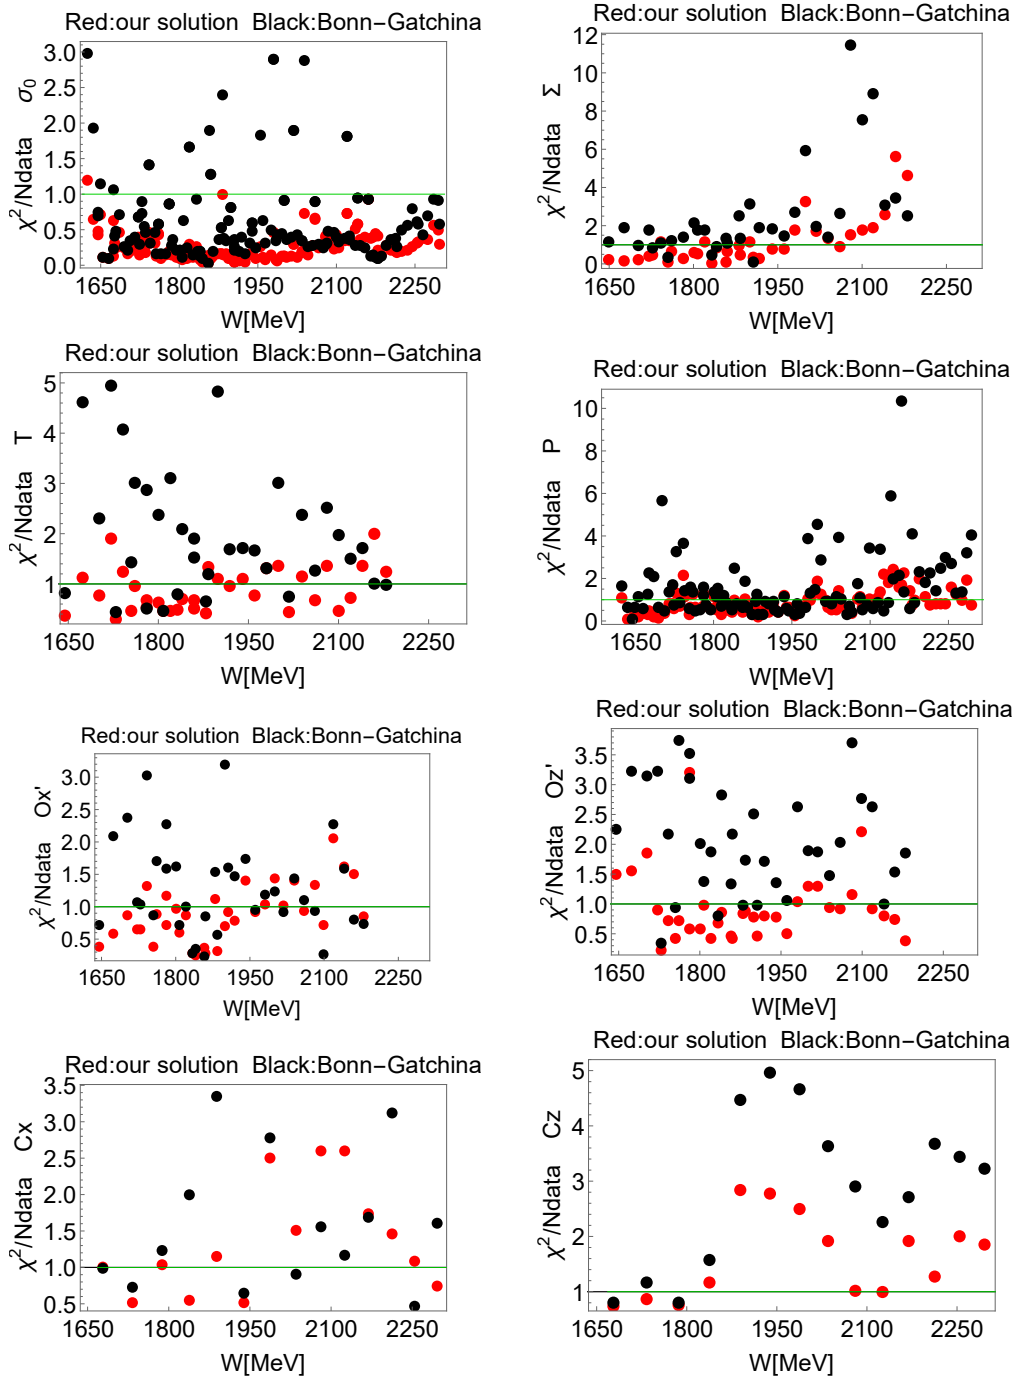 Red:our solution Black:Bonn-Gatchina
χ²/Ndata σ₀
3.0
2.5
2.0
1.5
1.0
0.5
0.0
1650 1800 1950 2100 2250
W[MeV]
Red:our solution Black:Bonn-Gatchina
χ²/Ndata Σ
12
10
8
6
4
2
0
1650 1800 1950 2100 2250
W[MeV]
Red:our solution Black:Bonn-Gatchina
χ²/Ndata T
5
4
3
2
1
1650 1800 1950 2100 2250
W[MeV]
Red:our solution Black:Bonn-Gatchina
χ²/Ndata P
10
8
6
4
2
0
1650 1800 1950 2100 2250
W[MeV]
Red:our solution Black:Bonn-Gatchina
χ²/Ndata Ox'
3.0
2.5
2.0
1.5
1.0
0.5
1650 1800 1950 2100 2250
W[MeV]
Red:our solution Black:Bonn-Gatchina
χ²/Ndata Oz'
3.5
3.0
2.5
2.0
1.5
1.0
0.5
1650 1800 1950 2100 2250
W[MeV]
Red:our solution Black:Bonn-Gatchina
χ²/Ndata Cx
3.5
3.0
2.5
2.0
1.5
1.0
0.5
1650 1800 1950 2100 2250
W[MeV]
Red:our solution Black:Bonn-Gatchina
χ²/Ndata Cz
5
4
3
2
1
1650 1800 1950 2100 2250
W[MeV]